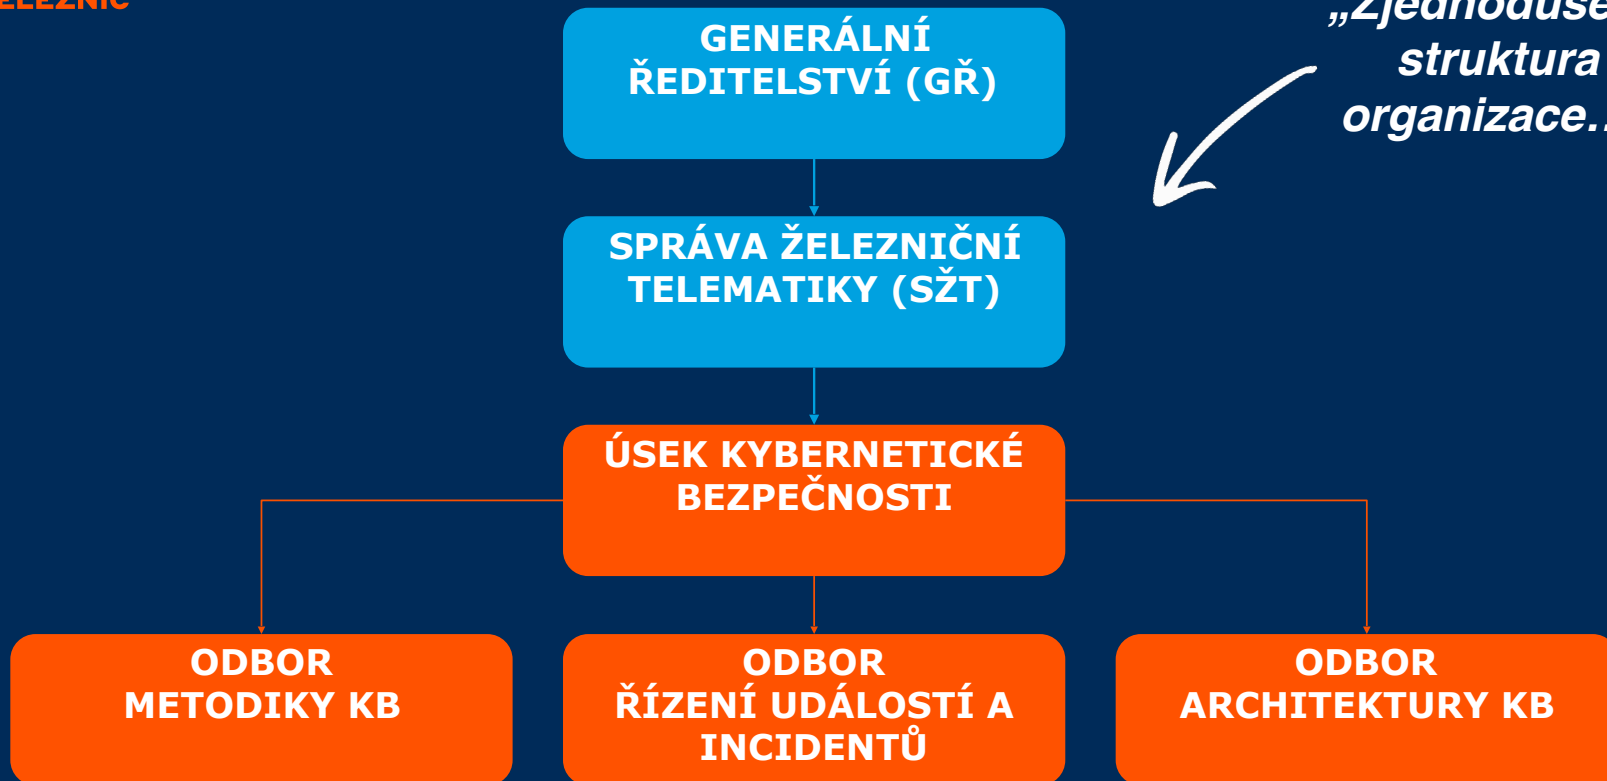 GENERÁLNÍ
ŘEDITELSTVÍ (GŘ)
struktura
organizace..
SPRÁVA ŽELEZNIČNÍ
TELEMATIKY (SŽT)
ÚSEK KYBERNETICKÉ
BEZPEČNOSTI
ODBOR
METODIKY KB
ODBOR
ŘÍZENÍ UDÁLOSTÍ A
INCIDENTŮ
ODBOR
ARCHITEKTURY KB